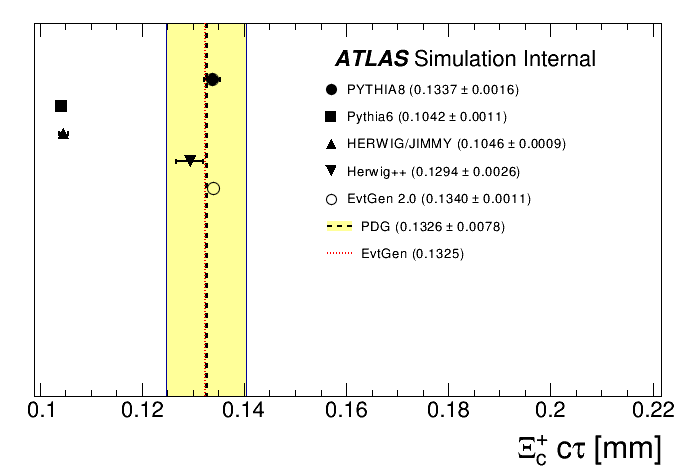 ATLAS Simulation Internal
PYTHIA8 (0.1337 ± 0.0016)
Pythia6 (0.1042 ± 0.0011)
HERWIG/JIMMY (0.1046 ± 0.0009)
Herwig++ (0.1294 ± 0.0026)
EvtGen 2.0 (0.1340 ± 0.0011)
PDG (0.1326 ± 0.0078)
EvtGen (0.1325)
0.1 0.12 0.14 0.16 0.18 0.2 0.22
Ξ_c^+ cτ [mm]